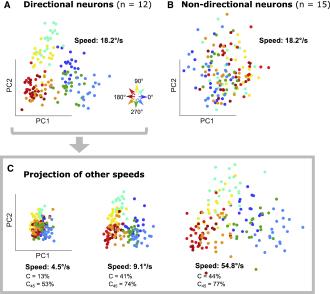 A
Directional neurons (n = 12)
Speed: 18.2°/s
PC2
PC1
90°
180°
0°
270°
B
Non-directional neurons (n = 15)
Speed: 18.2°/s
PC2
PC1
C
Projection of other speeds
PC2
PC1
Speed: 4.5°/s
C = 13%
C45 = 53%
Speed: 9.1°/s
C = 41%
C45 = 74%
Speed: 54.8°/s
C = 44%
C45 = 77%